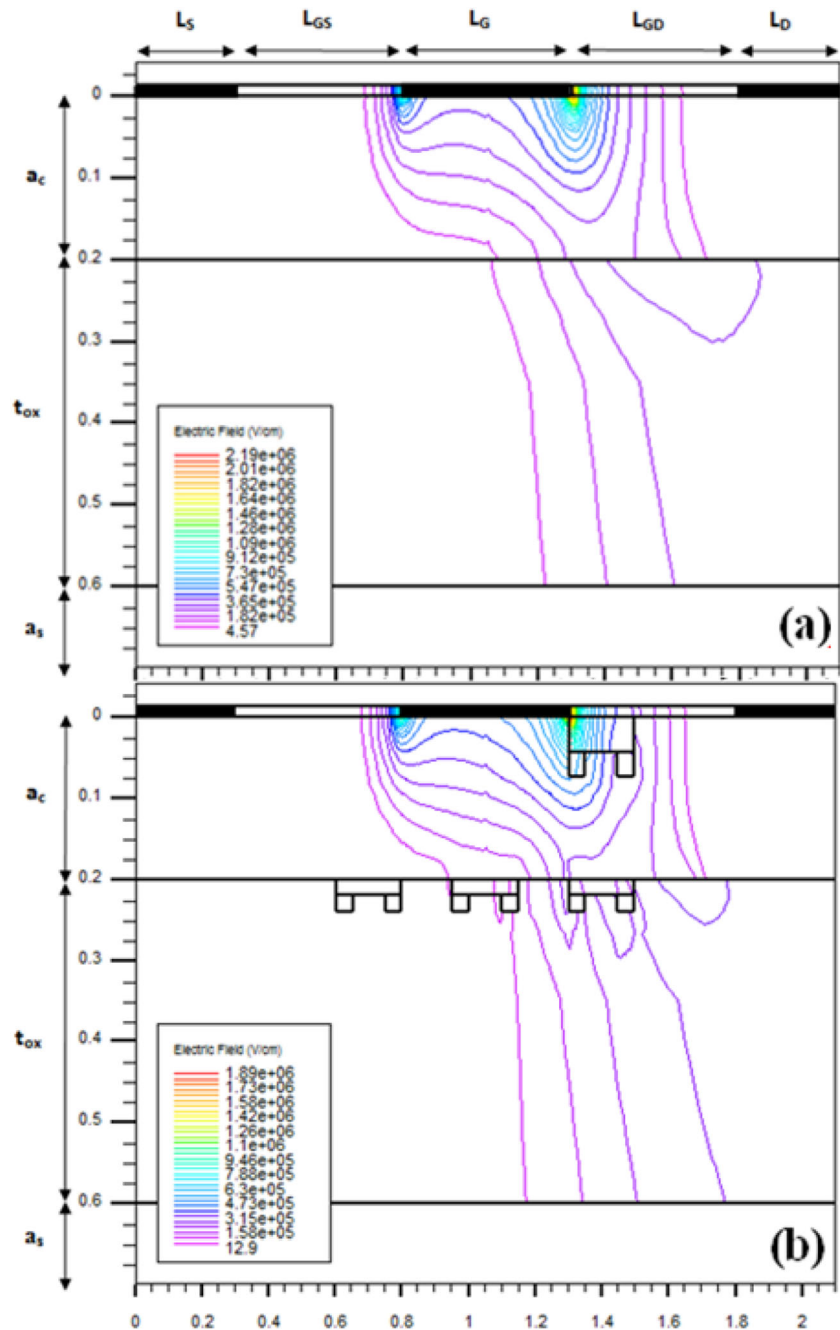 Ls LGS LG LGD LD
0
ac
0.1
0.2
0.3
tox
0.4
0.5
0.6
as
Electric Field (V/cm)
2.19e+06
2.01e+06
1.82e+06
1.64e+06
1.46e+06
1.28e+06
1.09e+06
9.12e+05
7.3e+05
5.47e+05
3.65e+05
1.82e+05
4.57
(a)
0
ac
0.1
0.2
0.3
tox
0.4
0.5
0.6
as
Electric Field (V/cm)
1.89e+06
1.73e+06
1.58e+06
1.42e+06
1.26e+06
1.1e+06
9.46e+05
7.88e+05
6.3e+05
4.73e+05
3.15e+05
1.58e+05
12.9
(b)
0 0.2 0.4 0.6 0.8 1 1.2 1.4 1.6 1.8 2